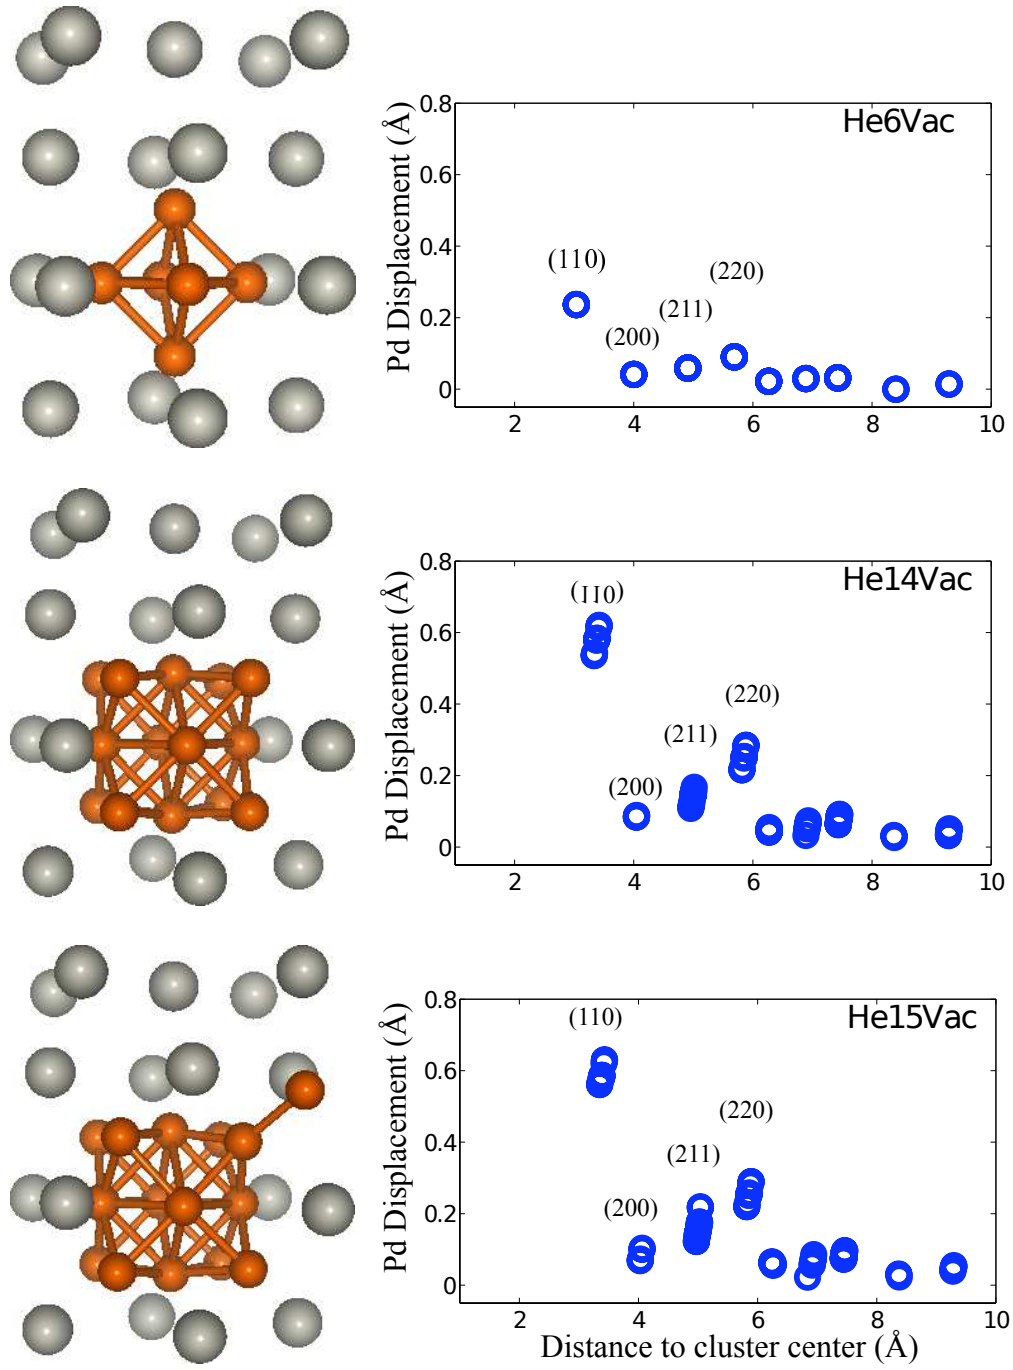 He6Vac
Pd Displacement (Å)
0.8
0.6
0.4
0.2
0
(110)
(200)
(211)
(220)
2 4 6 8 10
He14Vac
Pd Displacement (Å)
0.8
0.6
0.4
0.2
0
(110)
(200)
(211)
(220)
2 4 6 8 10
He15Vac
Pd Displacement (Å)
0.8
0.6
0.4
0.2
0
(110)
(200)
(211)
(220)
2 4 6 8 10
Distance to cluster center (Å)